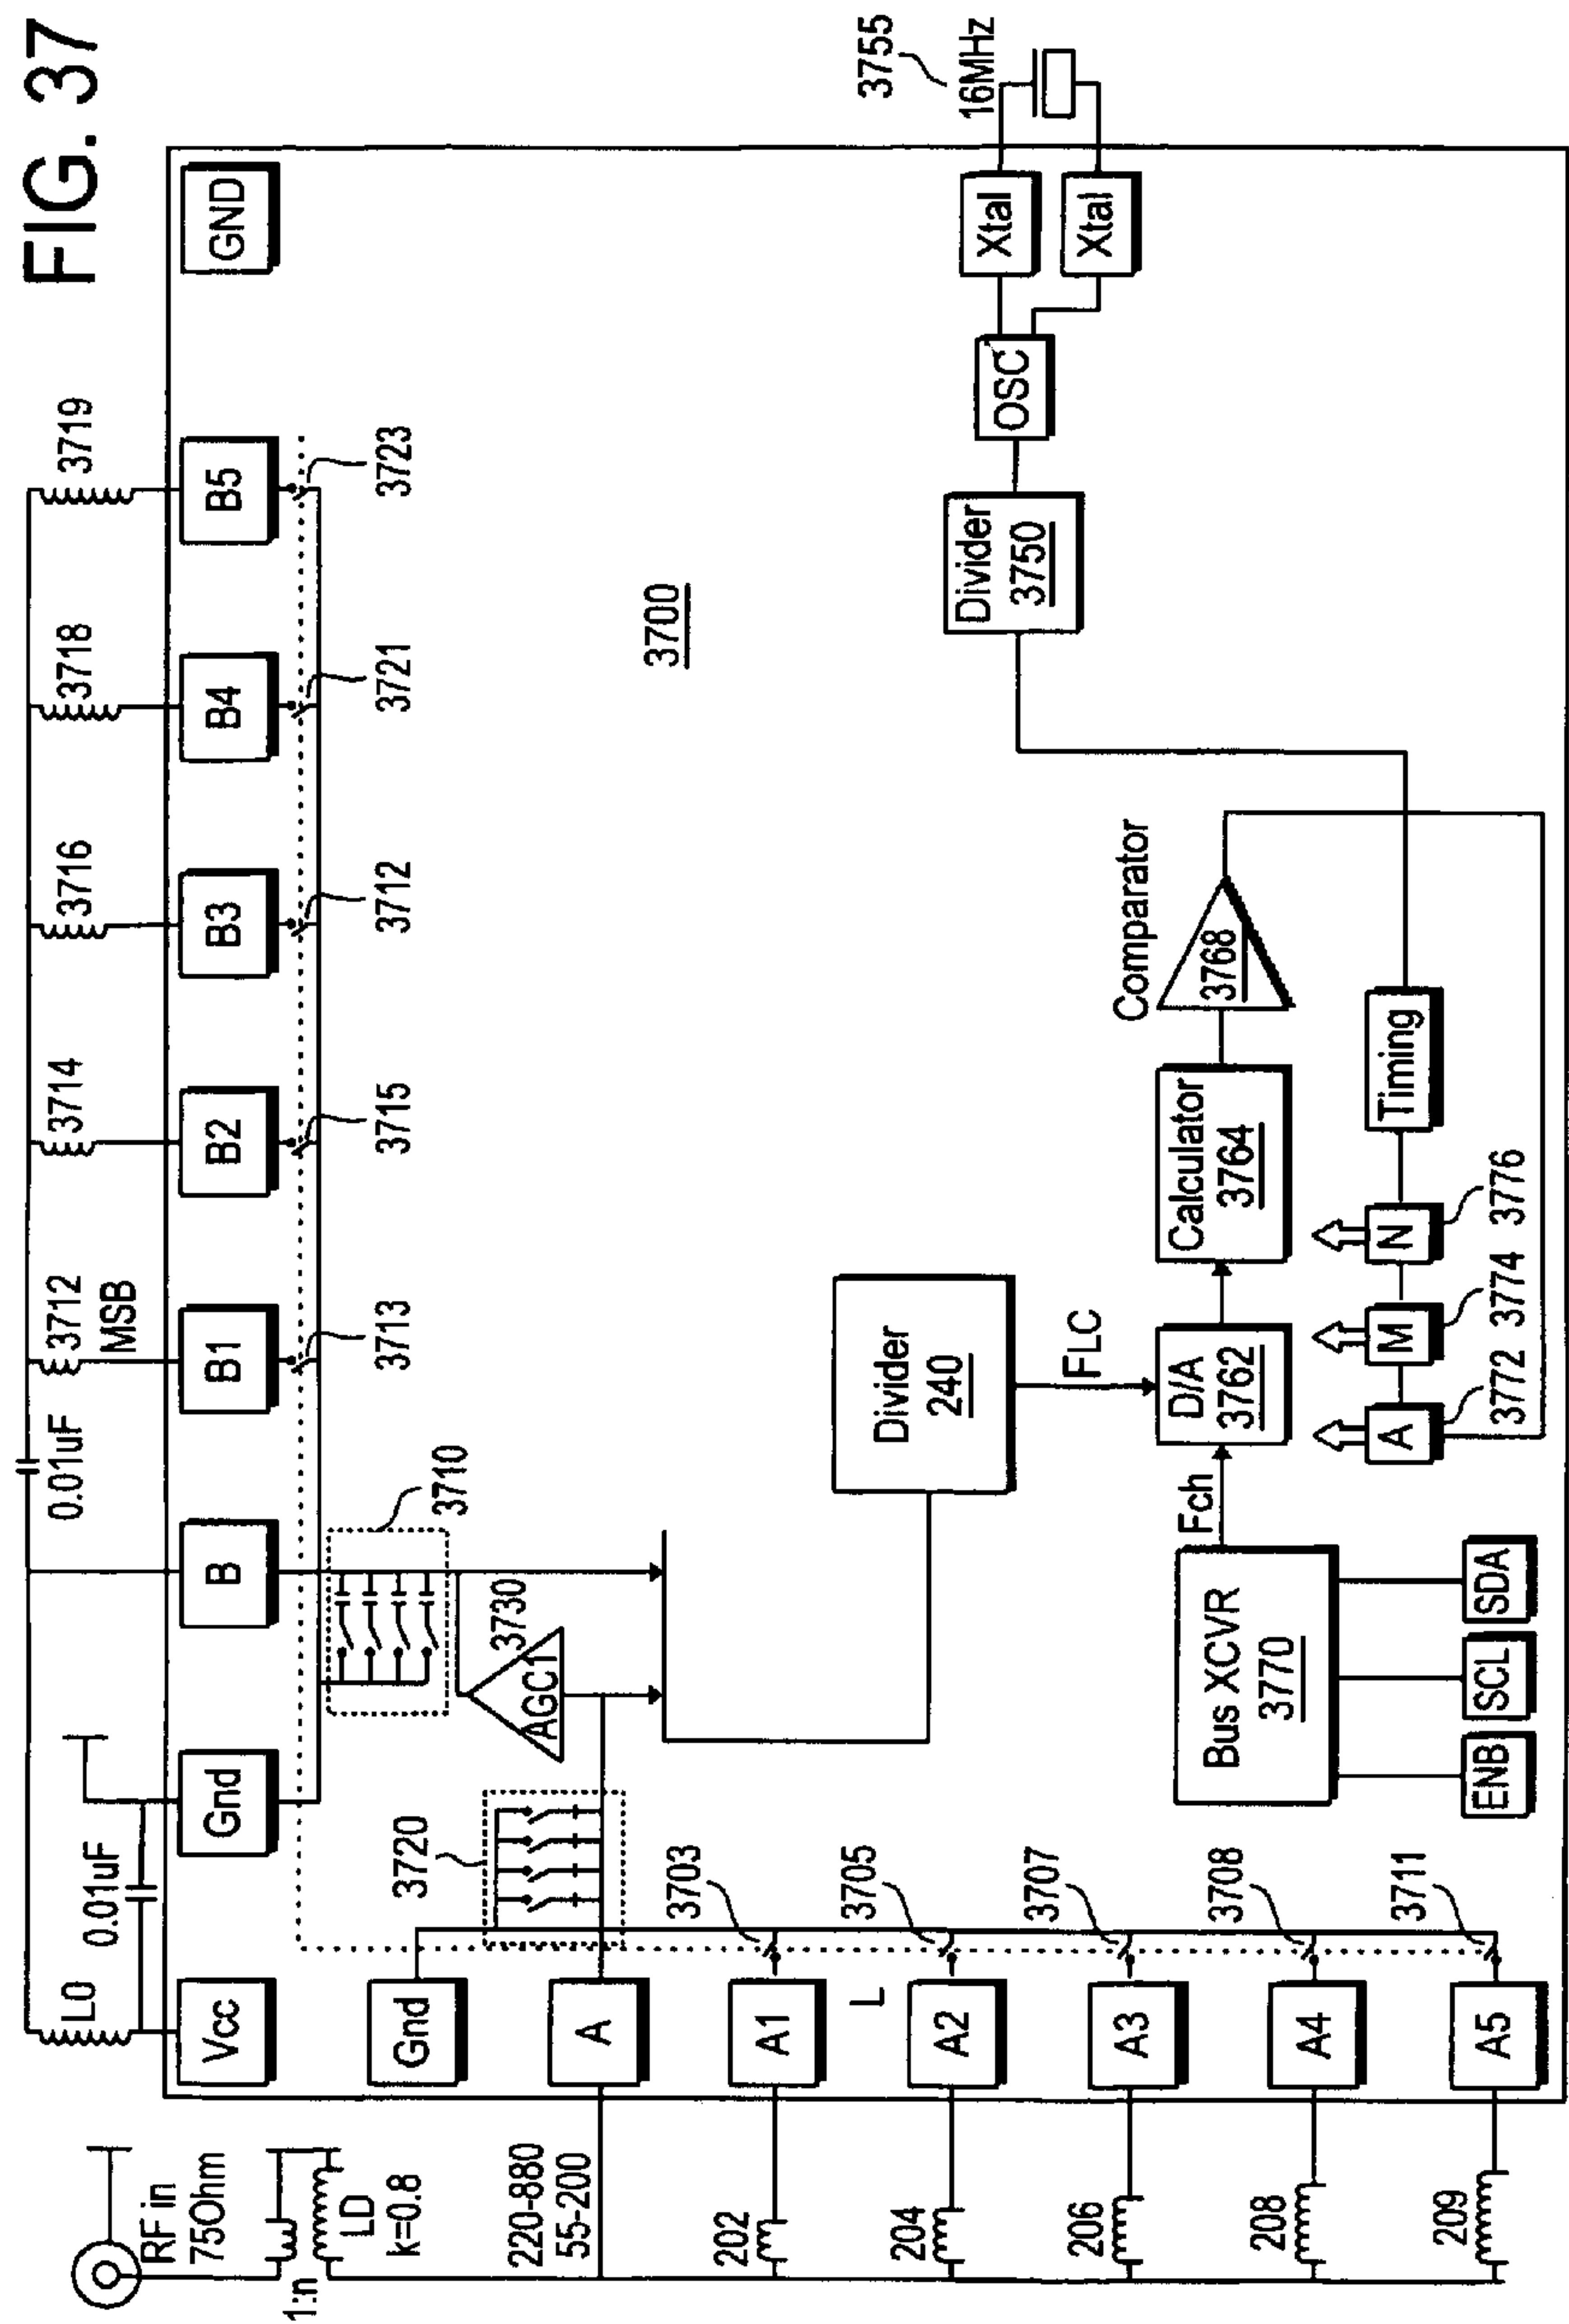 FIG. 37
3719
3718
3716
3714
3712
MSB
0.01uF
0.01uF
L0
Vcc
Gnd
B
B1
B2
B3
B4
B5
GND
3713
3715
3712
3721
3723
3710
3730
AGC1
3720
RF in
75Ohm
1:n
LD
k=0.8
220-880
55-200
202
204
206
208
209
Gnd
A
A1
L
A2
A3
A4
A5
3703
3705
3707
3708
3711
3700
Divider
240
FLC
Fch
D/A
3762
Calculator
3764
Comparator
3768
Bus XCVR
3770
ENB
SCL
SDA
A
M
N
Timing
3772
3774
3776
Divider
3750
OSC
Xtal
Xtal
3755
16MHz